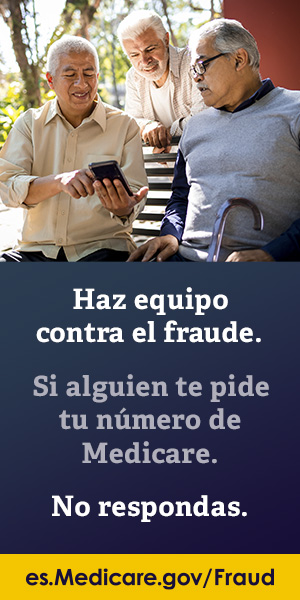 Haz equipo
contra el fraude.
Si alguien te pide
tu número de
Medicare.
No respondas.
es.Medicare.gov/Fraud